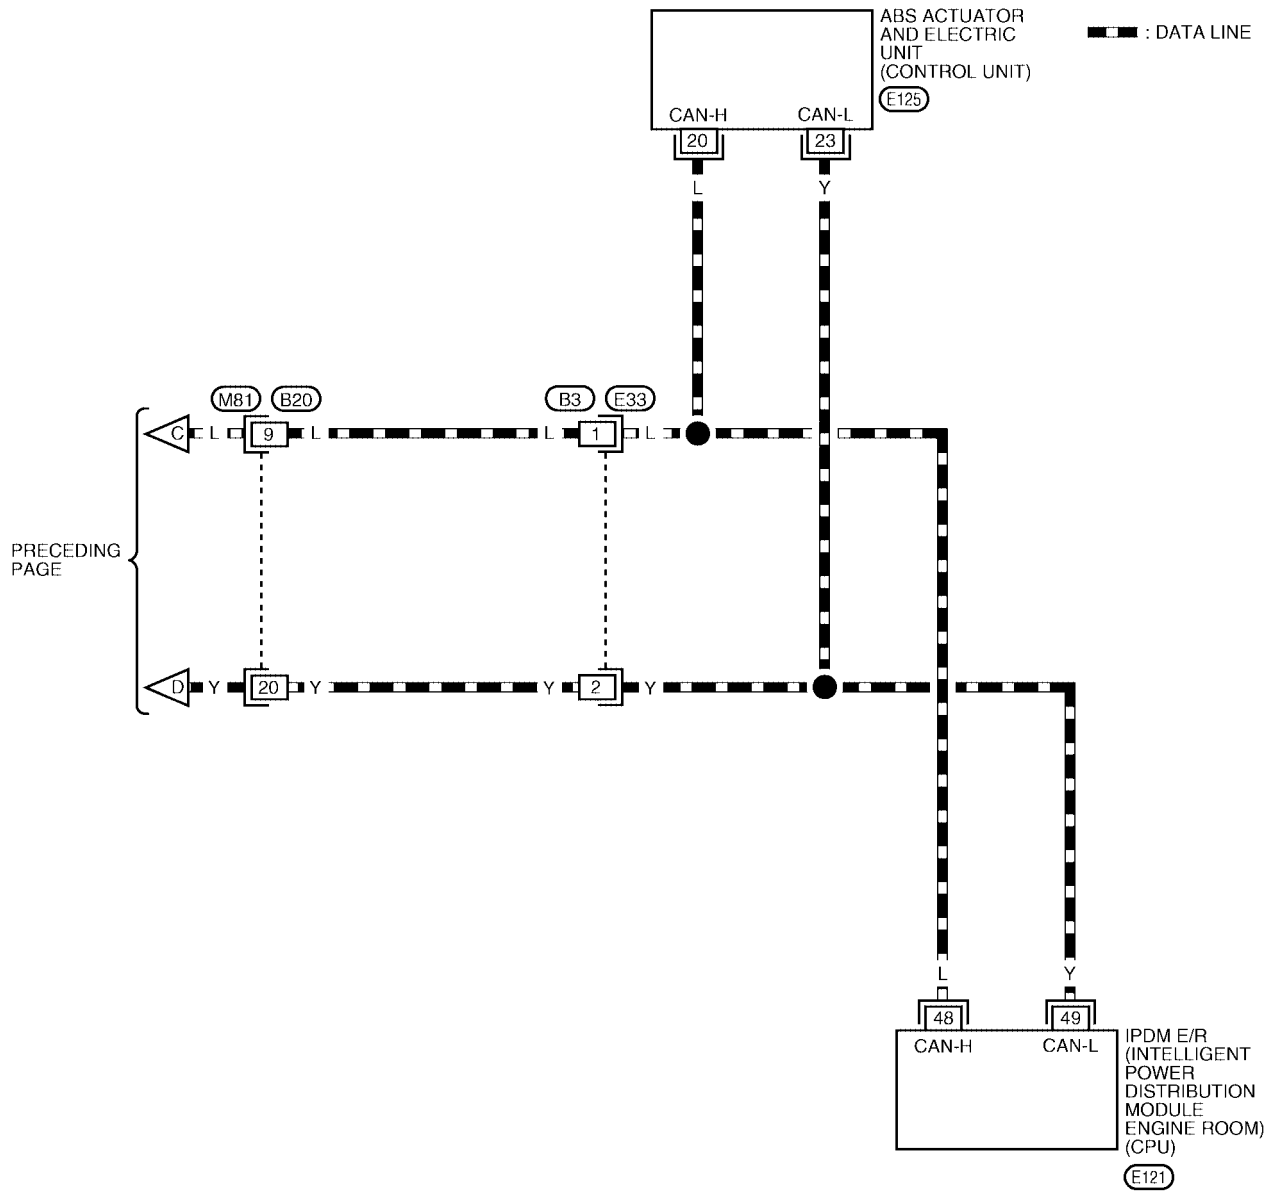 ABS ACTUATOR
AND ELECTRIC
UNIT
(CONTROL UNIT)
E125
: DATA LINE
CAN-H
CAN-L
20
23
L
Y
M81
B20
B3
E33
C
L
9
L
L
1
L
PRECEDING
PAGE
D
Y
20
Y
Y
2
Y
L
Y
48
49
CAN-H
CAN-L
IPDM E/R
(INTELLIGENT
POWER
DISTRIBUTION
MODULE
ENGINE ROOM)
(CPU)
E121